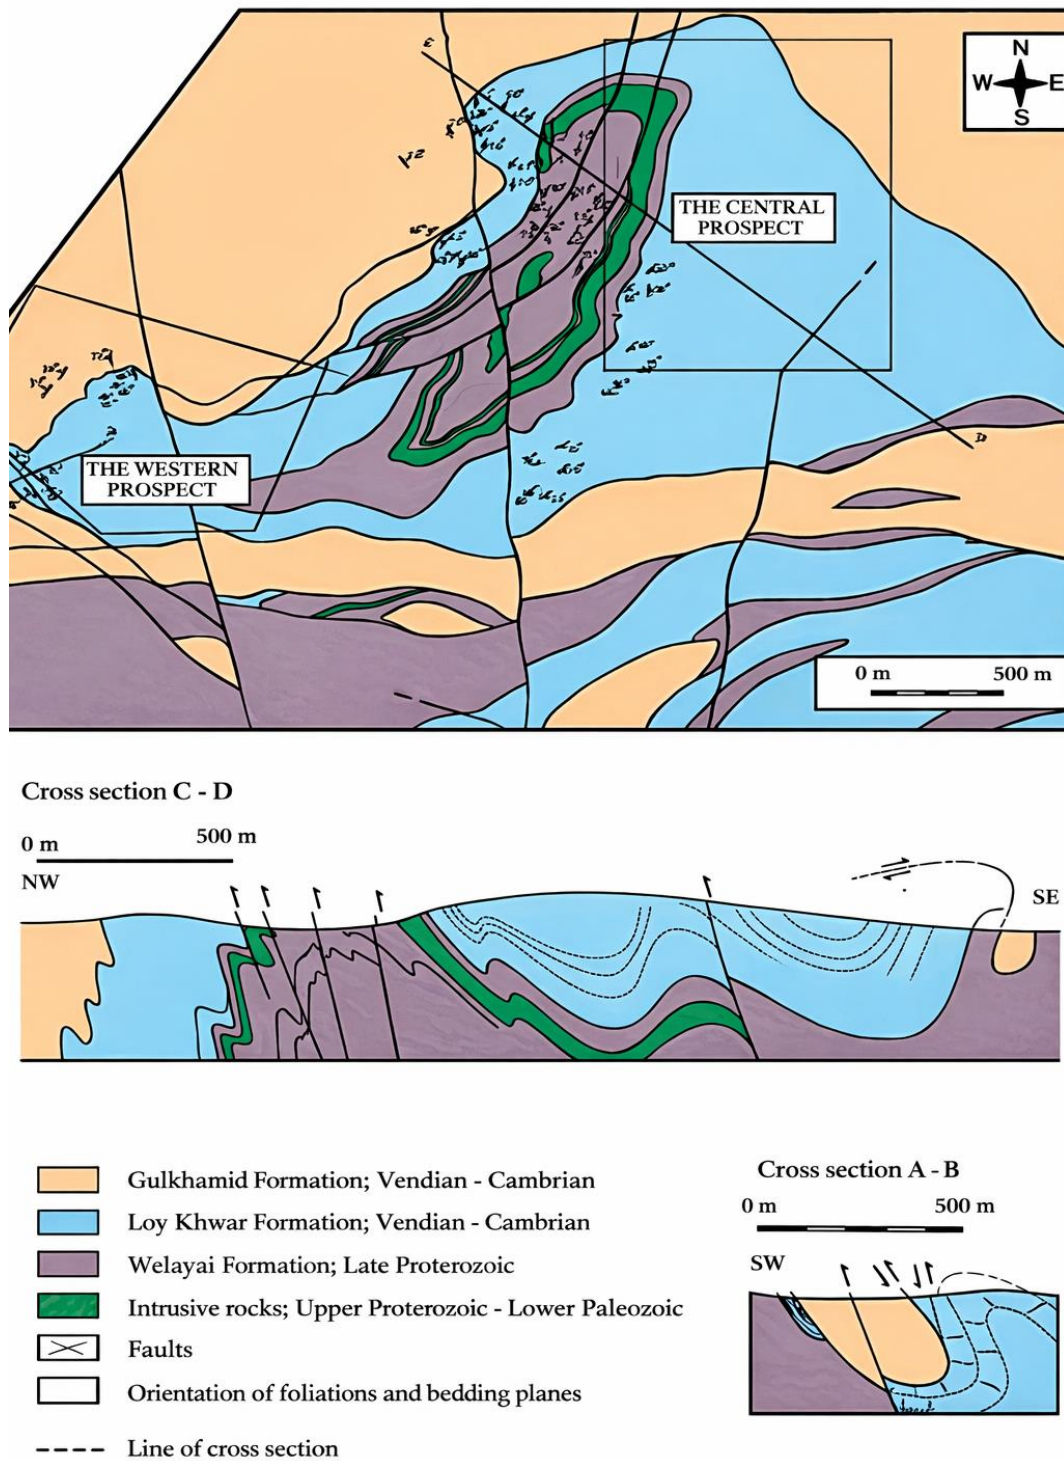 N
W E
S
THE CENTRAL
PROSPECT
THE WESTERN
PROSPECT
0 m 500 m
Cross section C - D
0 m 500 m
NW
SE
Gulkhamid Formation; Vendian - Cambrian
Loy Khwar Formation; Vendian - Cambrian
Welayai Formation; Late Proterozoic
Intrusive rocks; Upper Proterozoic - Lower Paleozoic
Faults
Orientation of foliations and bedding planes
Line of cross section
Cross section A - B
0 m 500 m
SW